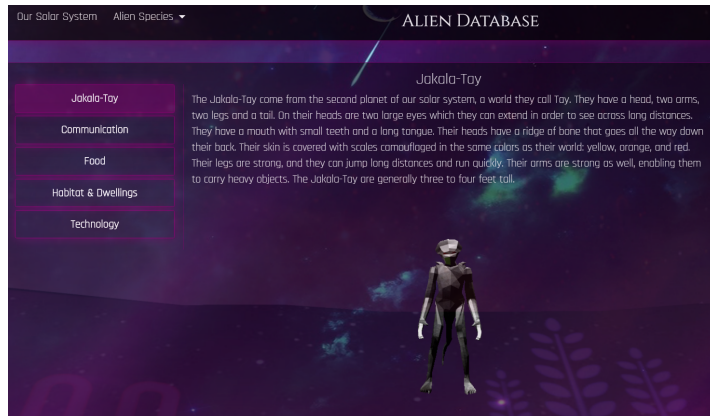 Our Solar System Alien Species
ALIEN DATABASE
Jakala-Tay
Communication
Food
Habitat & Dwellings
Technology
Jakala-Tay
The Jakala-Tay come from the second planet of our solar system, a world they call Tay. They have a head, two arms,
two legs and a tail. On their heads are two large eyes which they can extend in order to see across long distances.
They have a mouth with small teeth and a long tongue. Their heads have a ridge of bone that goes all the way down
their back. Their skin is covered with scales camouflaged in the same colors as their world: yellow, orange, and red.
Their legs are strong, and they can jump long distances and run quickly. Their arms are strong as well, enabling them
to carry heavy objects. The Jakala-Tay are generally three to four feet tall.